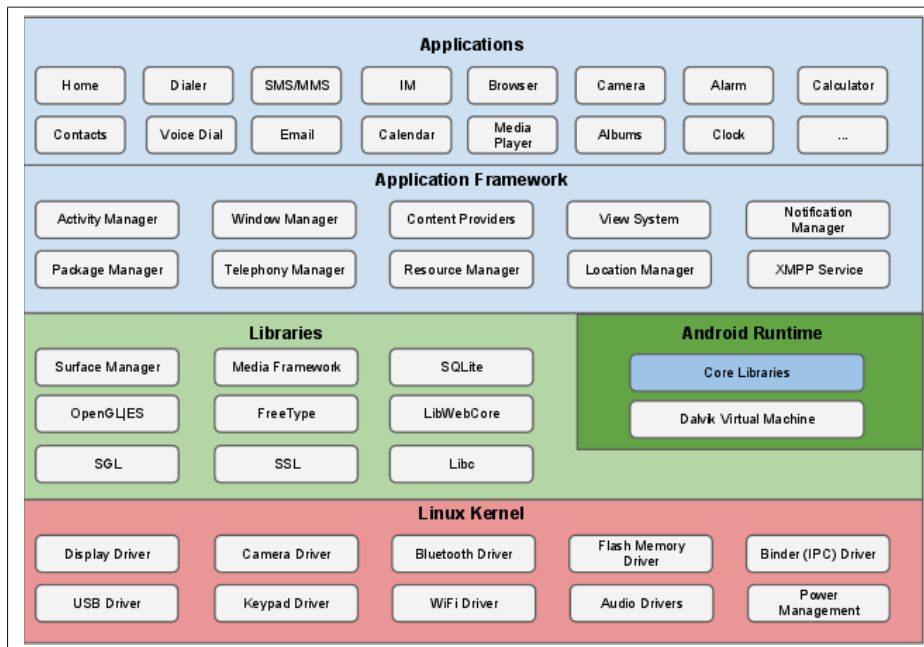 Applications
Home Dialer SMS/MMS IM Browser Camera Alarm Calculator
Contacts Voice Dial Email Calendar Media Player Albums Clock ...
Application Framework
Activity Manager Window Manager Content Providers View System Notification Manager
Package Manager Telephony Manager Resource Manager Location Manager XMPP Service
Libraries
Surface Manager Media Framework SQLite
OpenGL|ES FreeType LibWebCore
SGL SSL Libc
Android Runtime
Core Libraries
Dalvik Virtual Machine
Linux Kernel
Display Driver Camera Driver Bluetooth Driver Flash Memory Driver Binder (IPC) Driver
USB Driver Keypad Driver WiFi Driver Audio Drivers Power Management